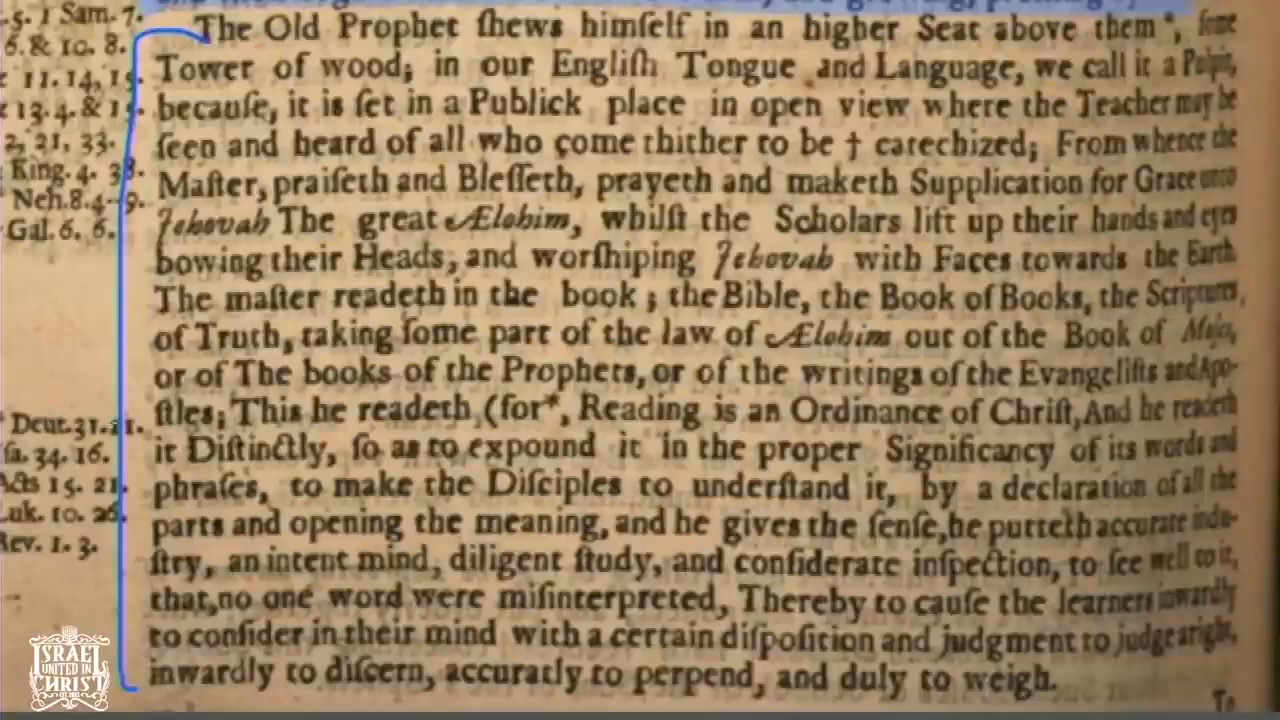 .5. 1 Sam. 7.
6. & 10. 8.
11. 14, 15.
13. 4. & 15.
2, 21, 33.
King. 4. 38.
Neh. 8. 4--9.
Gal. 6. 6.
The Old Prophet ſhews himſelf in an higher Seat above them *, ſome
Tower of wood; in our Engliſh Tongue and Language, we call it a Pulpit,
becauſe, it is ſet in a Publick place in open view where the Teacher may be
ſeen and heard of all who come thither to be † catechized; From whence the
Maſter, praiſeth and Bleſſeth, prayeth and maketh Supplication for Grace unto
Jehovah The great Ælohim, whilſt the Scholars lift up their hands and eyes
bowing their Heads, and worſhiping Jehovah with Faces towards the Earth.
The maſter readeth in the book; the Bible, the Book of Books, the Scriptures,
of Truth, taking ſome part of the law of Ælohim out of the Book of Moſes,
or of The books of the Prophets, or of the writings of the Evangeliſts and Apo-
ſtles; This he readeth (for*, Reading is an Ordinance of Chriſt, And he readeth
it Diſtinctly, ſo as to expound it in the proper Significancy of its words and
phraſes, to make the Diſciples to underſtand it, by a declaration of all the
parts and opening the meaning, and he gives the ſenſe, he putteth accurate indu-
ſtry, an intent mind, diligent ſtudy, and conſiderate inſpection, to ſee well to it,
that, no one word were miſinterpreted, Thereby to cauſe the learners inwardly
to conſider in their mind with a certain diſpoſition and judgment to judge aright,
inwardly to diſcern, accuratly to perpend, and duly to weigh.
To
* Deut. 31. 11.
ſa. 34. 16.
Acts 15. 21.
Luk. 10. 26.
Rev. 1. 3.
ISRAEL
UNITED IN
CHRIST